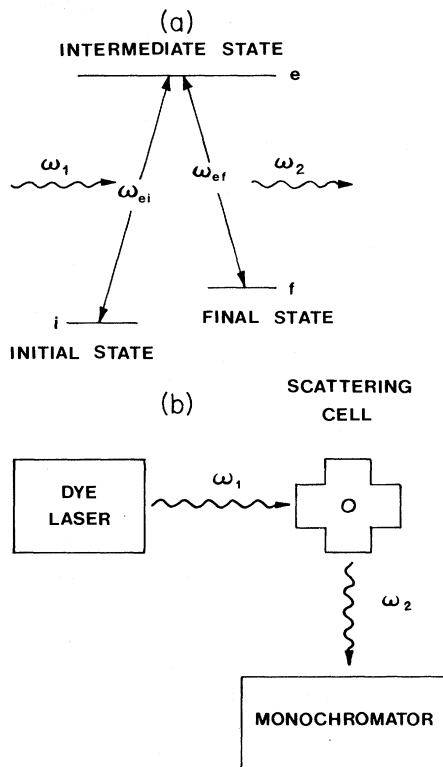 (a)
INTERMEDIATE STATE
e
ω1
ωei
ωef
ω2
i
f
INITIAL STATE
FINAL STATE
(b)
SCATTERING
CELL
DYE
LASER
ω1
O
ω2
MONOCHROMATOR